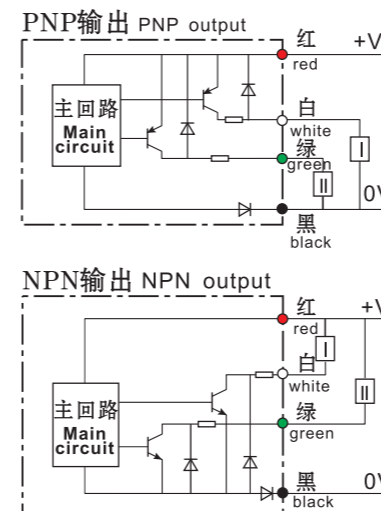 PNP输出 PNP output
红 +V
red
主回路
Main
circuit
白
white
I
绿
green
II
0V
黑
black
NPN输出 NPN output
红 +V
red
I
白
white
主回路
Main
circuit
II
绿
green
黑 0V
black